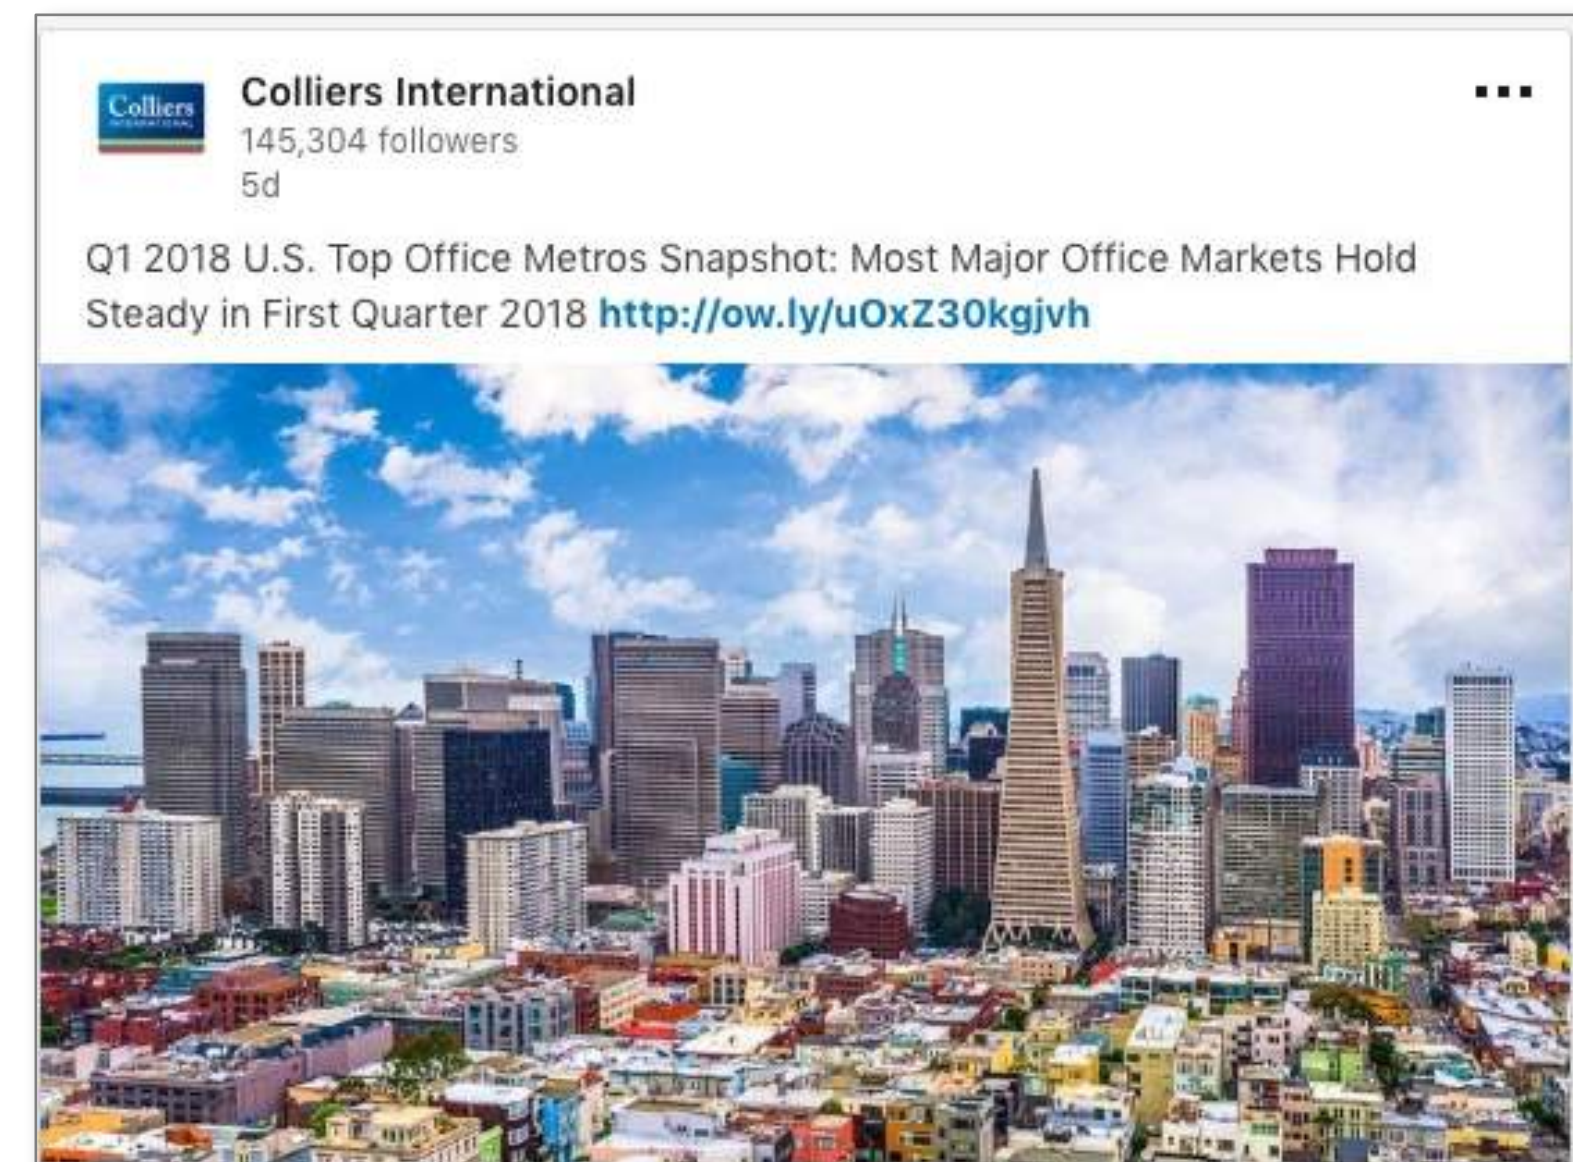 Colliers
INTERNATIONAL
Colliers International
145,304 followers
5d
Q1 2018 U.S. Top Office Metros Snapshot: Most Major Office Markets Hold
Steady in First Quarter 2018 http://ow.ly/uOxZ30kgjvh